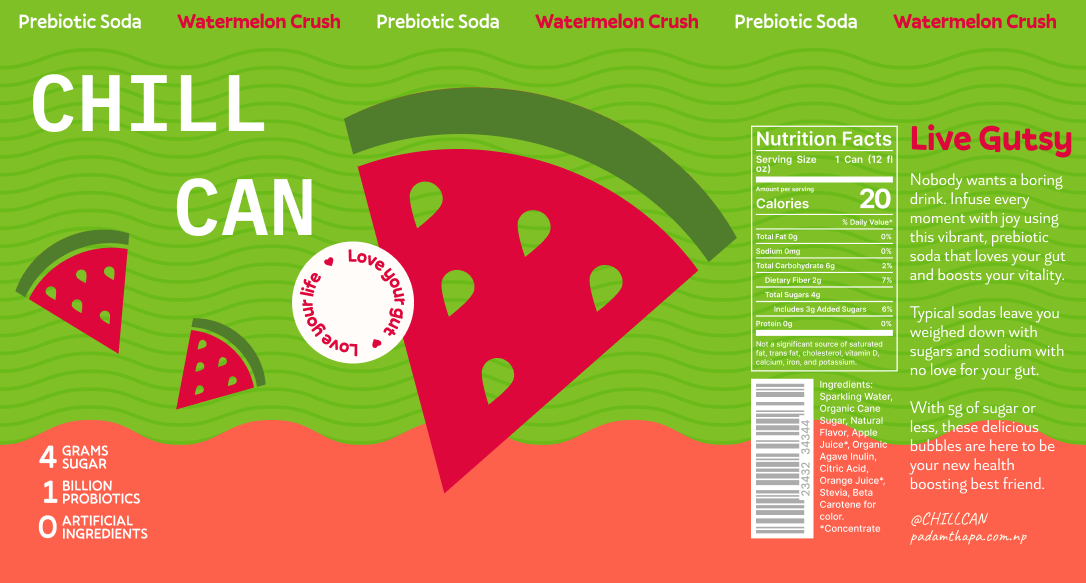 Prebiotic Soda Watermelon Crush Prebiotic Soda Watermelon Crush Prebiotic Soda Watermelon Crush
CHILL
CAN
Love your gut
Love your life
4 GRAMS
SUGAR
1 BILLION
PROBIOTICS
0 ARTIFICIAL
INGREDIENTS
Nutrition Facts
Serving Size 1 Can (12 fl
oz)
Amount per serving
Calories 20
% Daily Value*
Total Fat 0g 0%
Sodium 0mg 0%
Total Carbohydrate 6g 2%
Dietary Fiber 2g 7%
Total Sugars 4g
Includes 3g Added Sugars 6%
Protein 0g 0%
Not a significant source of saturated
fat, trans fat, cholesterol, vitamin D,
calcium, iron, and potassium.
23432 34344
Ingredients:
Sparkling Water,
Organic Cane
Sugar, Natural
Flavor, Apple
Juice*, Organic
Agave Inulin,
Citric Acid,
Orange Juice*,
Stevia, Beta
Carotene for
color.
*Concentrate
Live Gutsy
Nobody wants a boring
drink. Infuse every
moment with joy using
this vibrant, prebiotic
soda that loves your gut
and boosts your vitality.
Typical sodas leave you
weighed down with
sugars and sodium with
no love for your gut.
With 5g of sugar or
less, these delicious
bubbles are here to be
your new health
boosting best friend.
@CHILLCAN
padamthapa.com.np